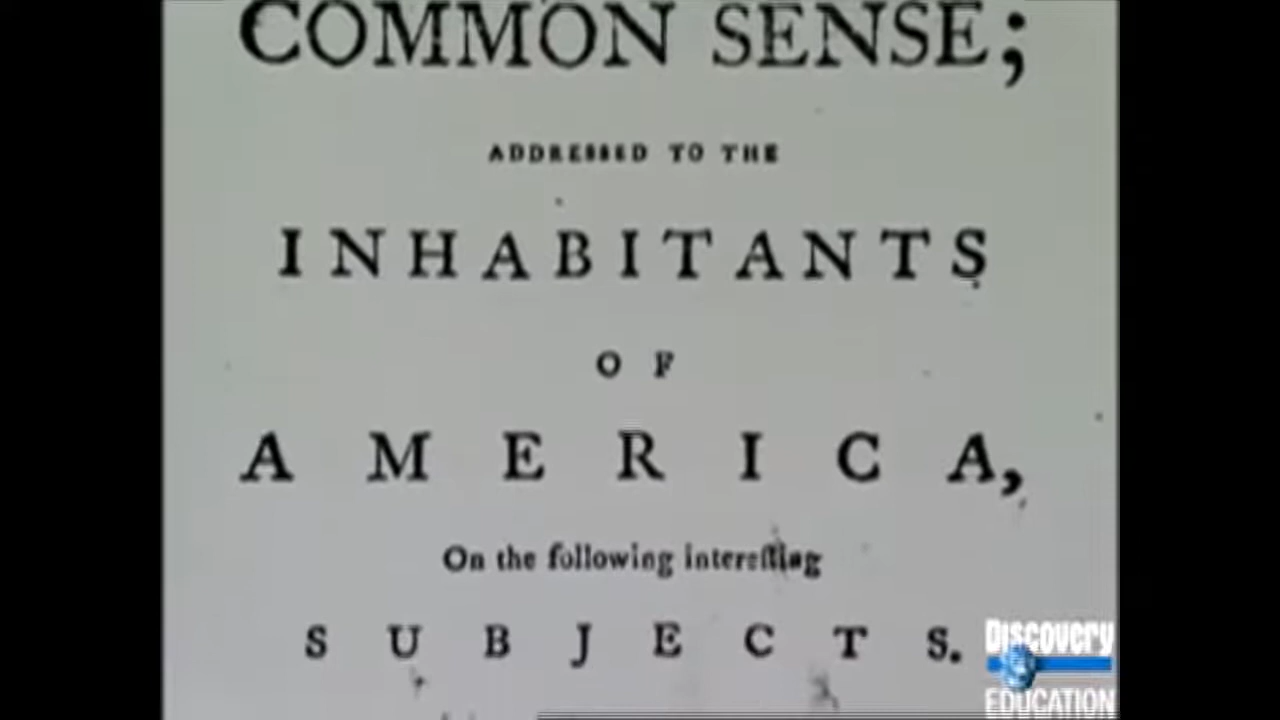 COMMON SENSE;
ADDRESSED TO THE
INHABITANTS
OF
AMERICA,
On the following intereſting
SUBJECTS.
Discovery
EDUCATION